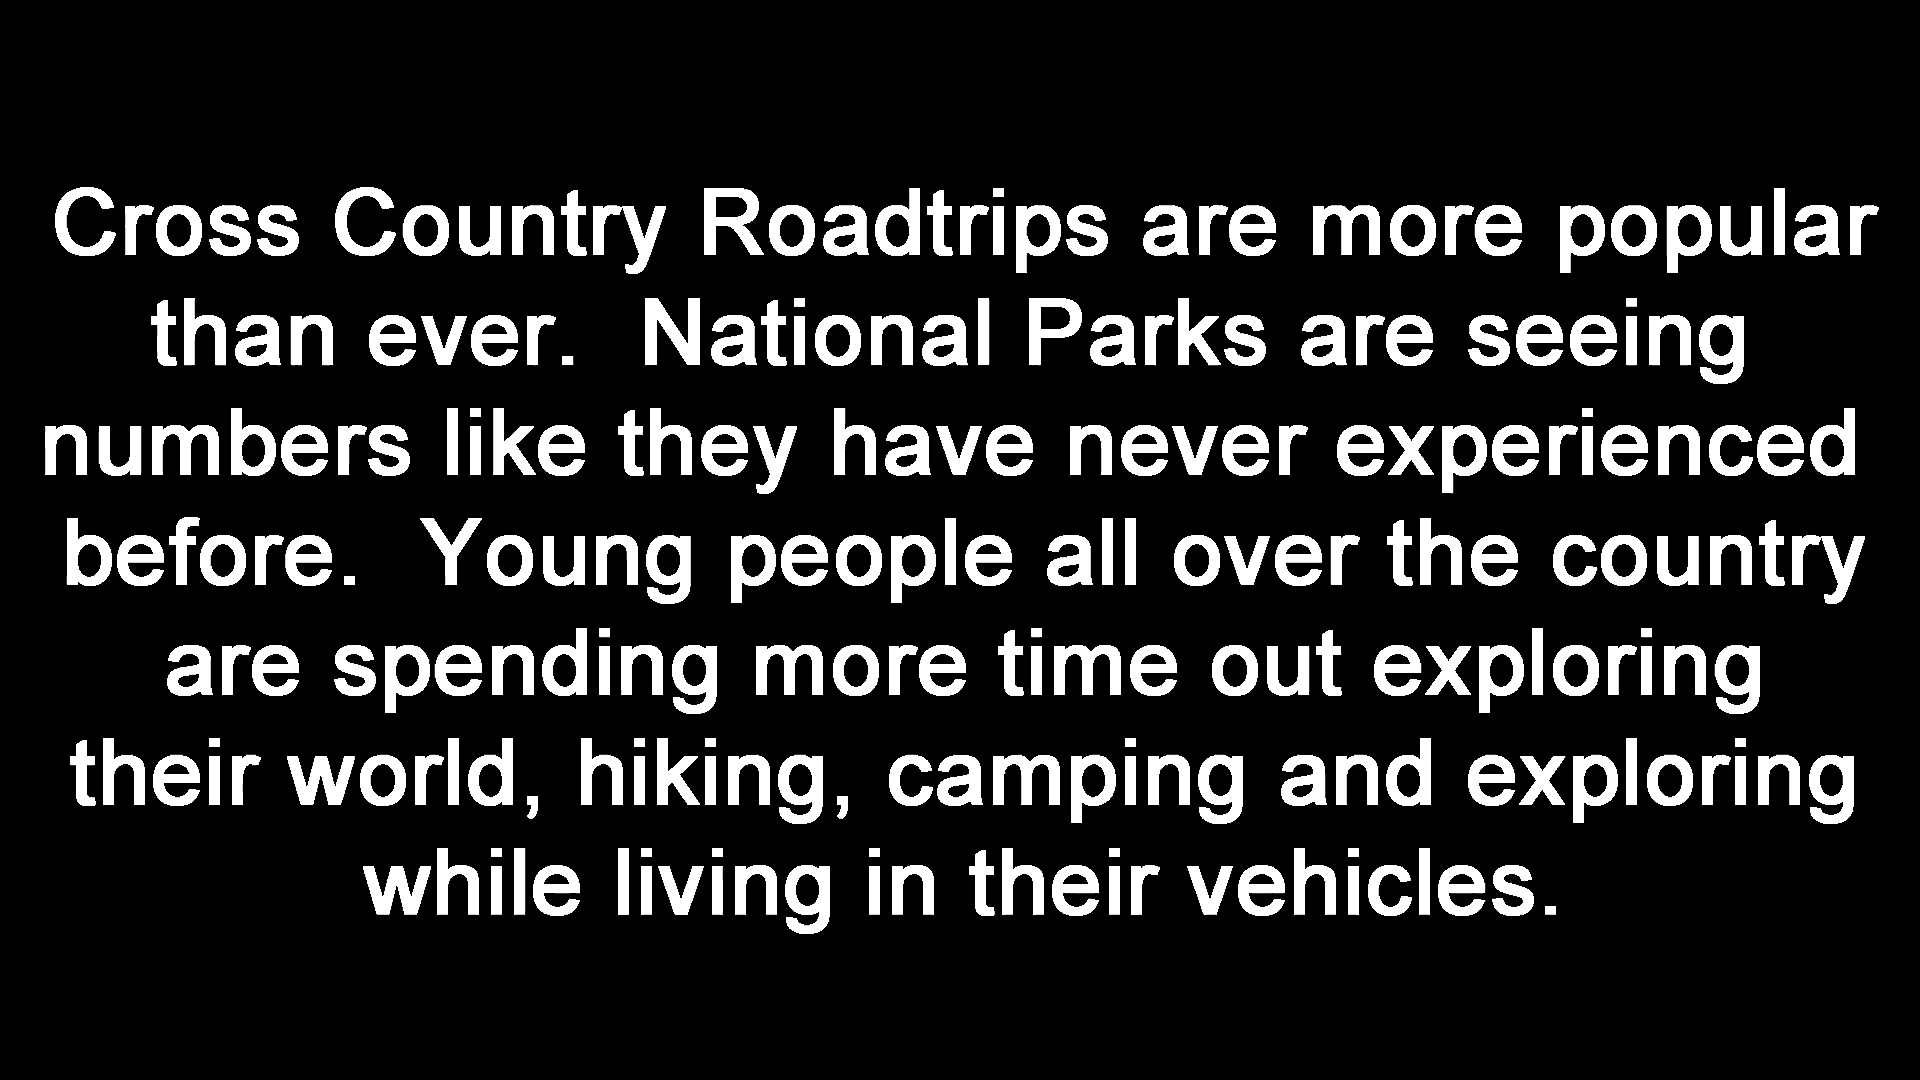 Cross Country Roadtrips are more popular
than ever.  National Parks are seeing
numbers like they have never experienced
before.  Young people all over the country
are spending more time out exploring
their world, hiking, camping and exploring
while living in their vehicles.